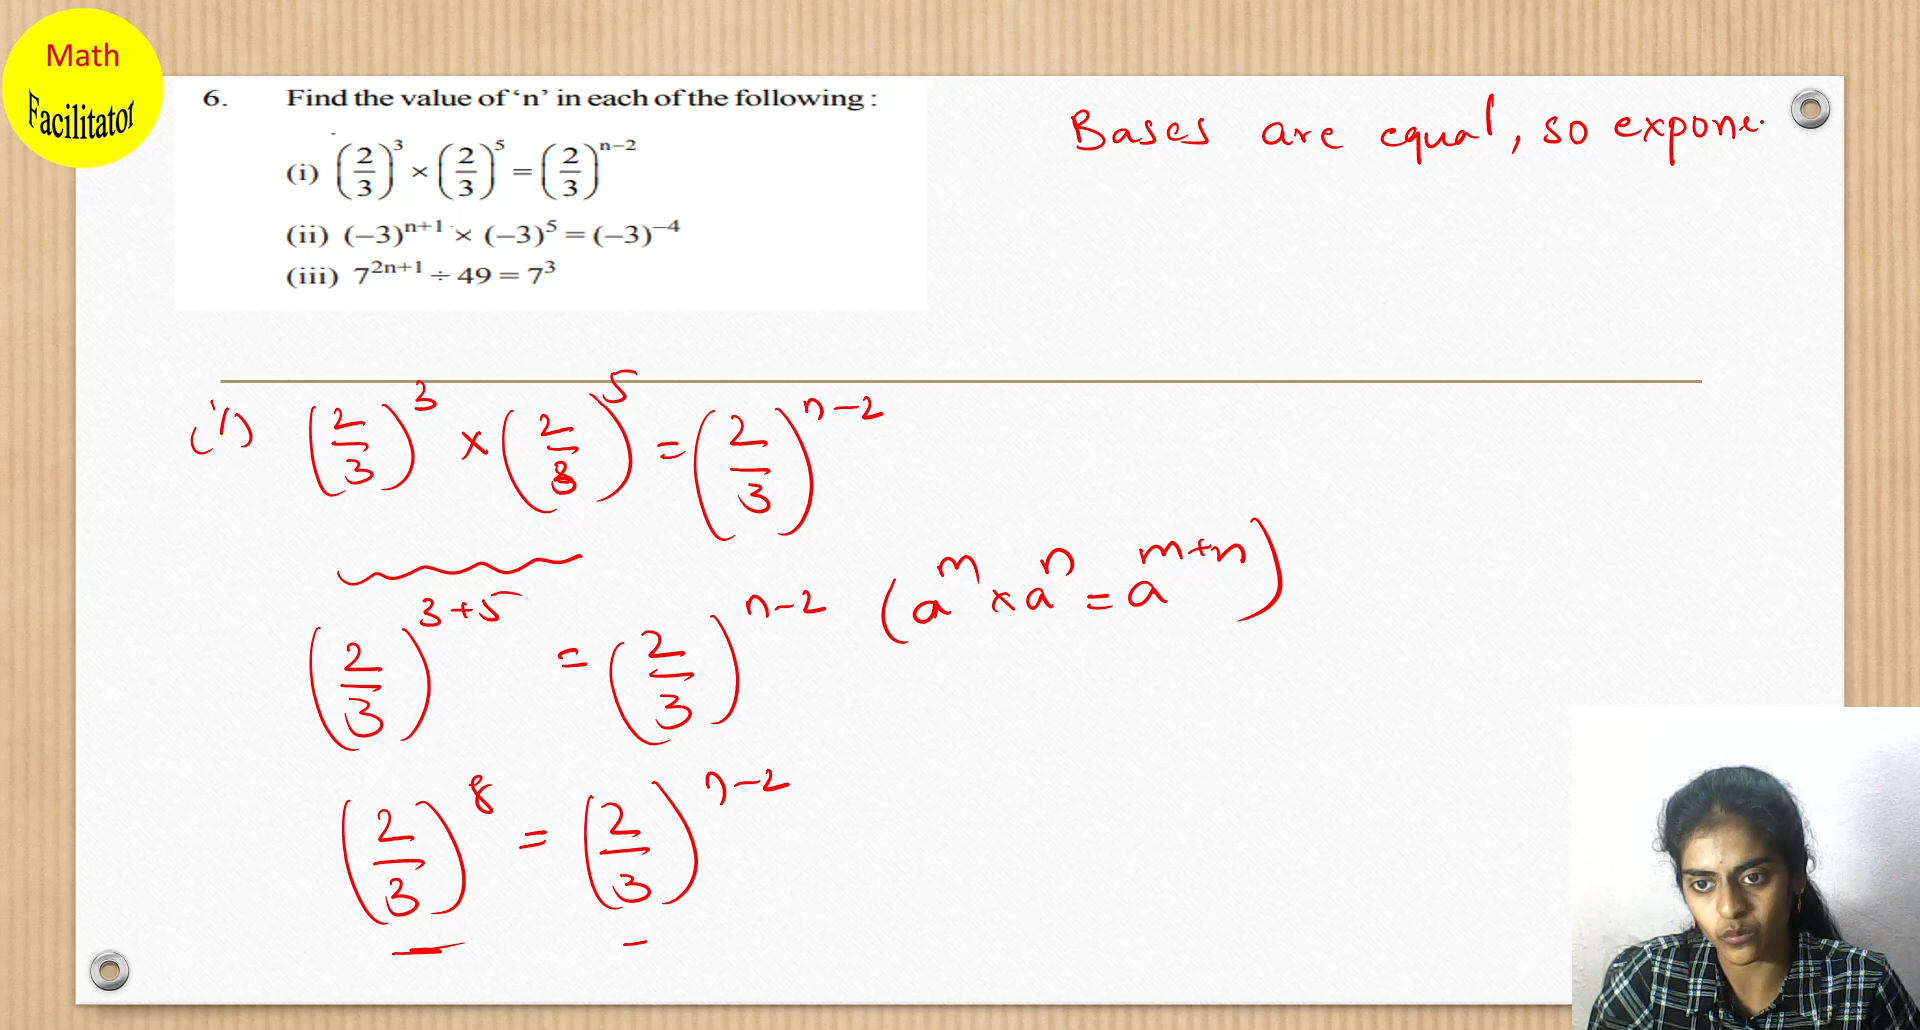 Math
Facilitator
6. Find the value of 'n' in each of the following :
(i) (2/3)^3 × (2/3)^5 = (2/3)^{n−2}
(ii) (−3)^{n+1} × (−3)^5 = (−3)^{−4}
(iii) 7^{2n+1} ÷ 49 = 7^3
Bases are equal, so expone
(i) (2/3)^3 × (2/3)^5 = (2/3)^{n−2}
(2/3)^{3+5} = (2/3)^{n−2} (a^m × a^n = a^{m+n})
(2/3)^8 = (2/3)^{n−2}